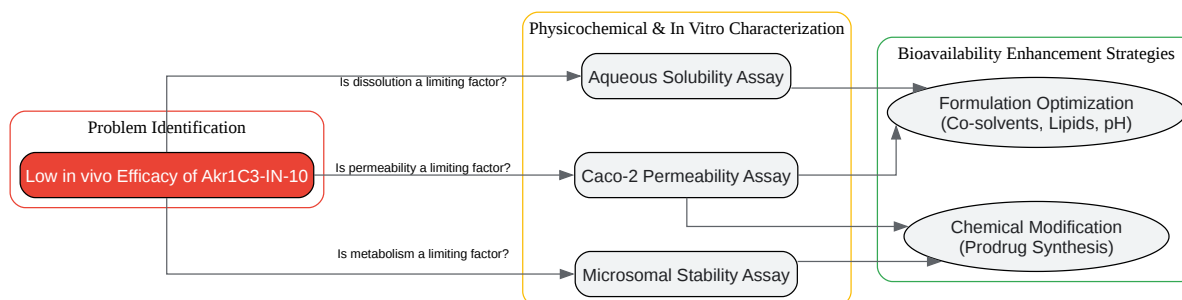 Physicochemical & In Vitro Characterization
Bioavailability Enhancement Strategies
Is dissolution a limiting factor?
Aqueous Solubility Assay
Formulation Optimization
(Co-solvents, Lipids, pH)
Problem Identification
Low in vivo Efficacy of Akr1C3-IN-10
Is permeability a limiting factor?
Caco-2 Permeability Assay
Chemical Modification
(Prodrug Synthesis)
Is metabolism a limiting factor?
Microsomal Stability Assay